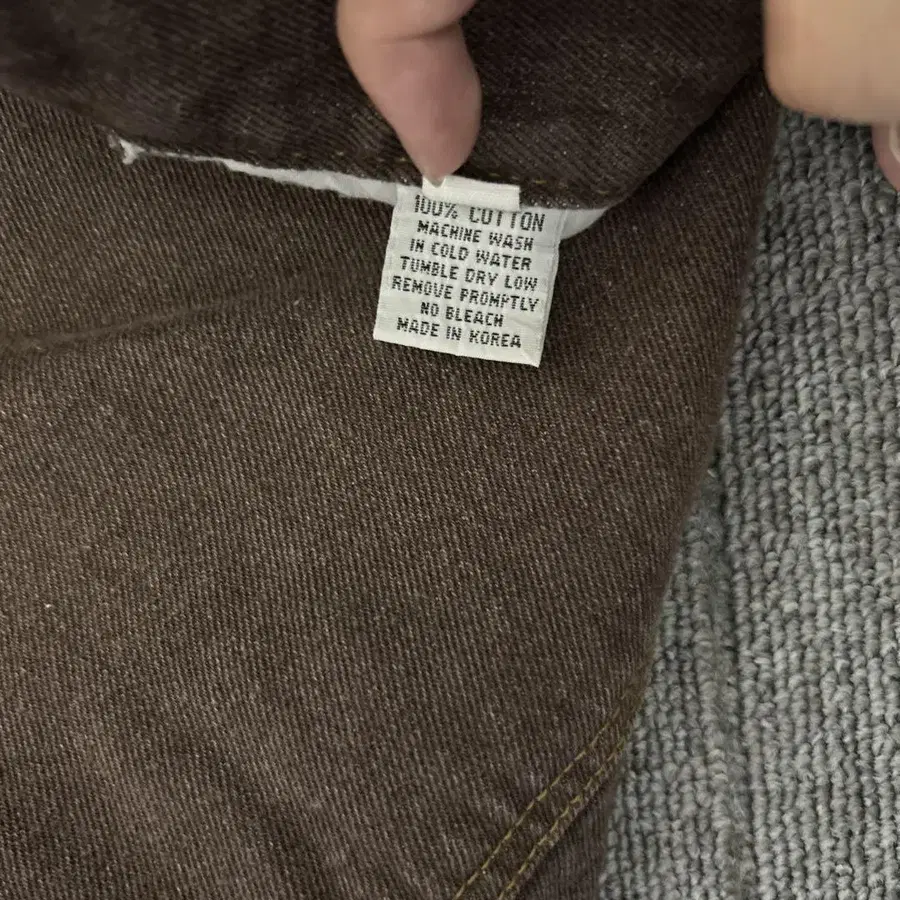 100% COTTON
MACHINE WASH
IN COLD WATER
TUMBLE DRY LOW
REMOVE PROMPTLY
NO BLEACH
MADE IN KOREA